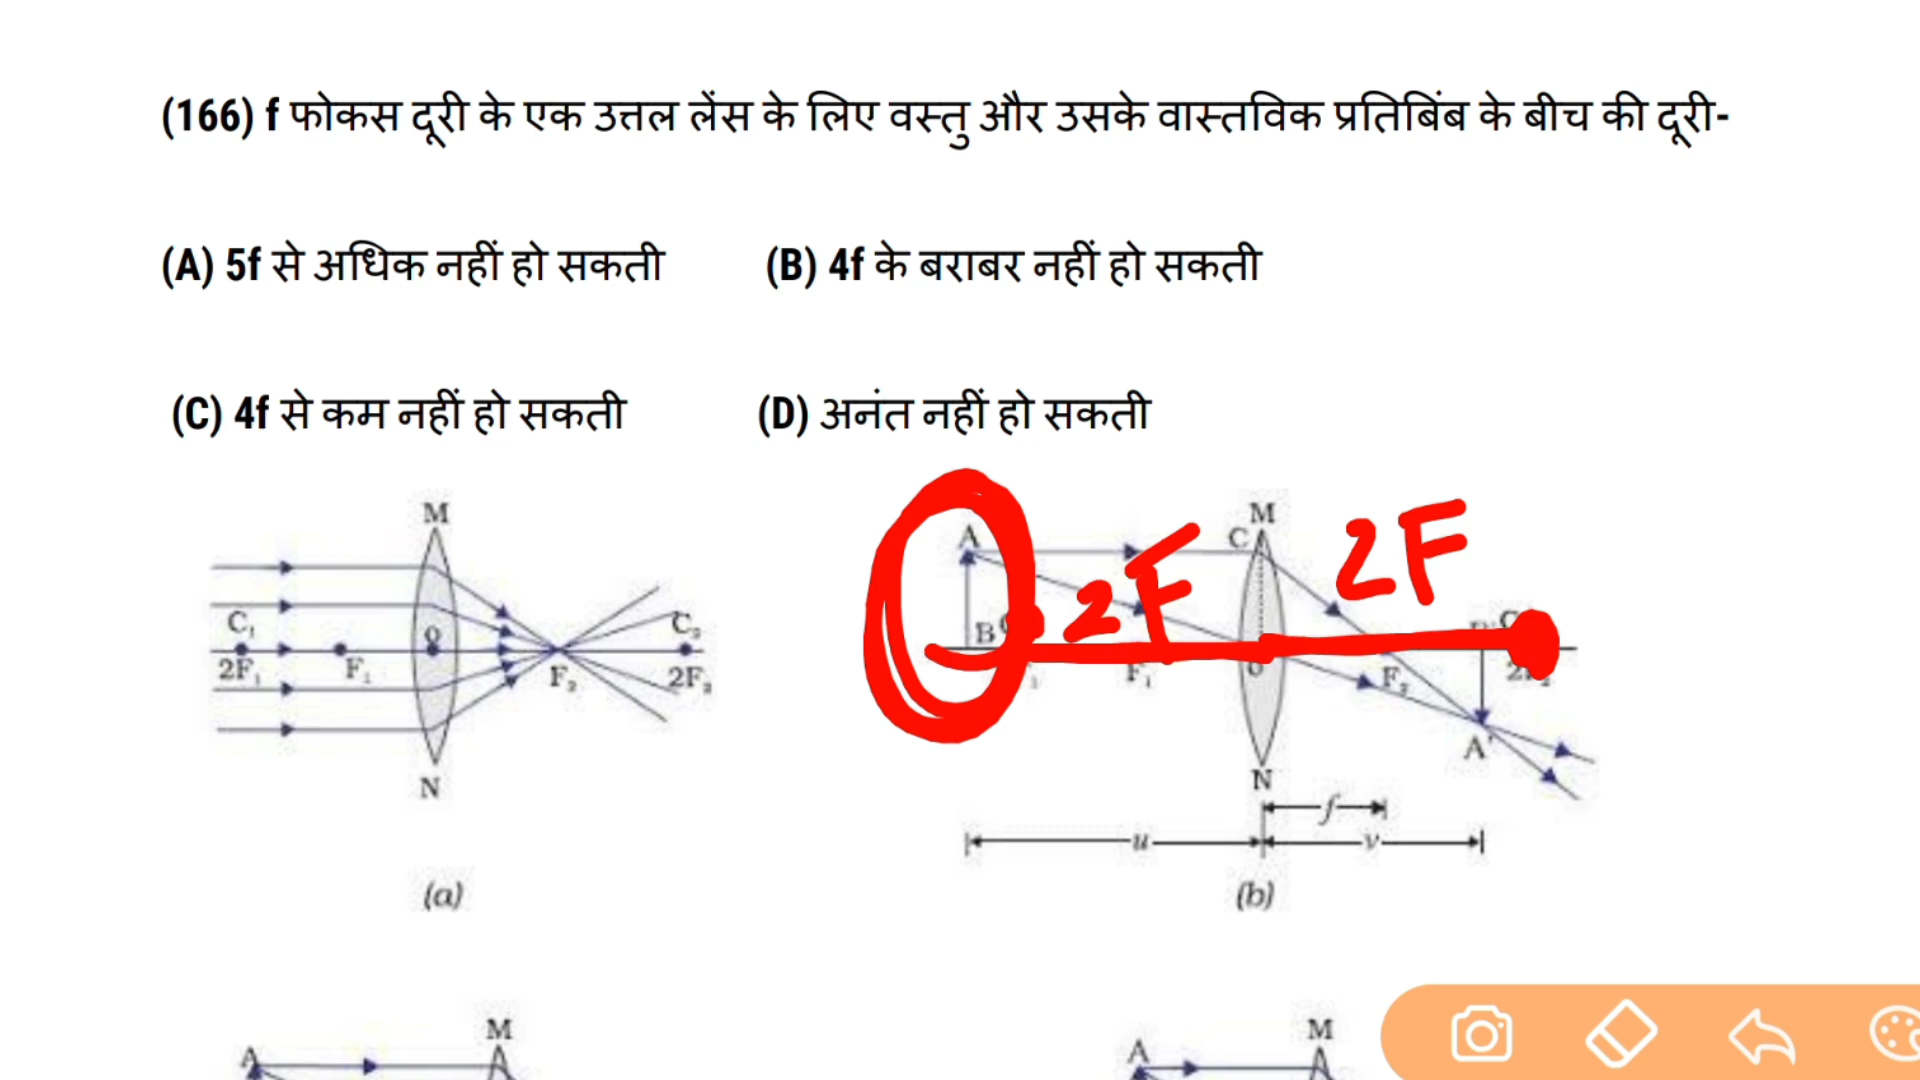 (166) f फोकस दूरी के एक उत्तल लेंस के लिए वस्तु और उसके वास्तविक प्रतिबिंब के बीच की दूरी-
(A) 5f से अधिक नहीं हो सकती (B) 4f के बराबर नहीं हो सकती
(C) 4f से कम नहीं हो सकती (D) अनंत नहीं हो सकती
M M
A C 2F 2F
C₁ O C₂ B
2F₁ F₁ F₂ 2F₂ F₁ O F₂
A'
N N
f
u v
(a) (b)
M M
A A